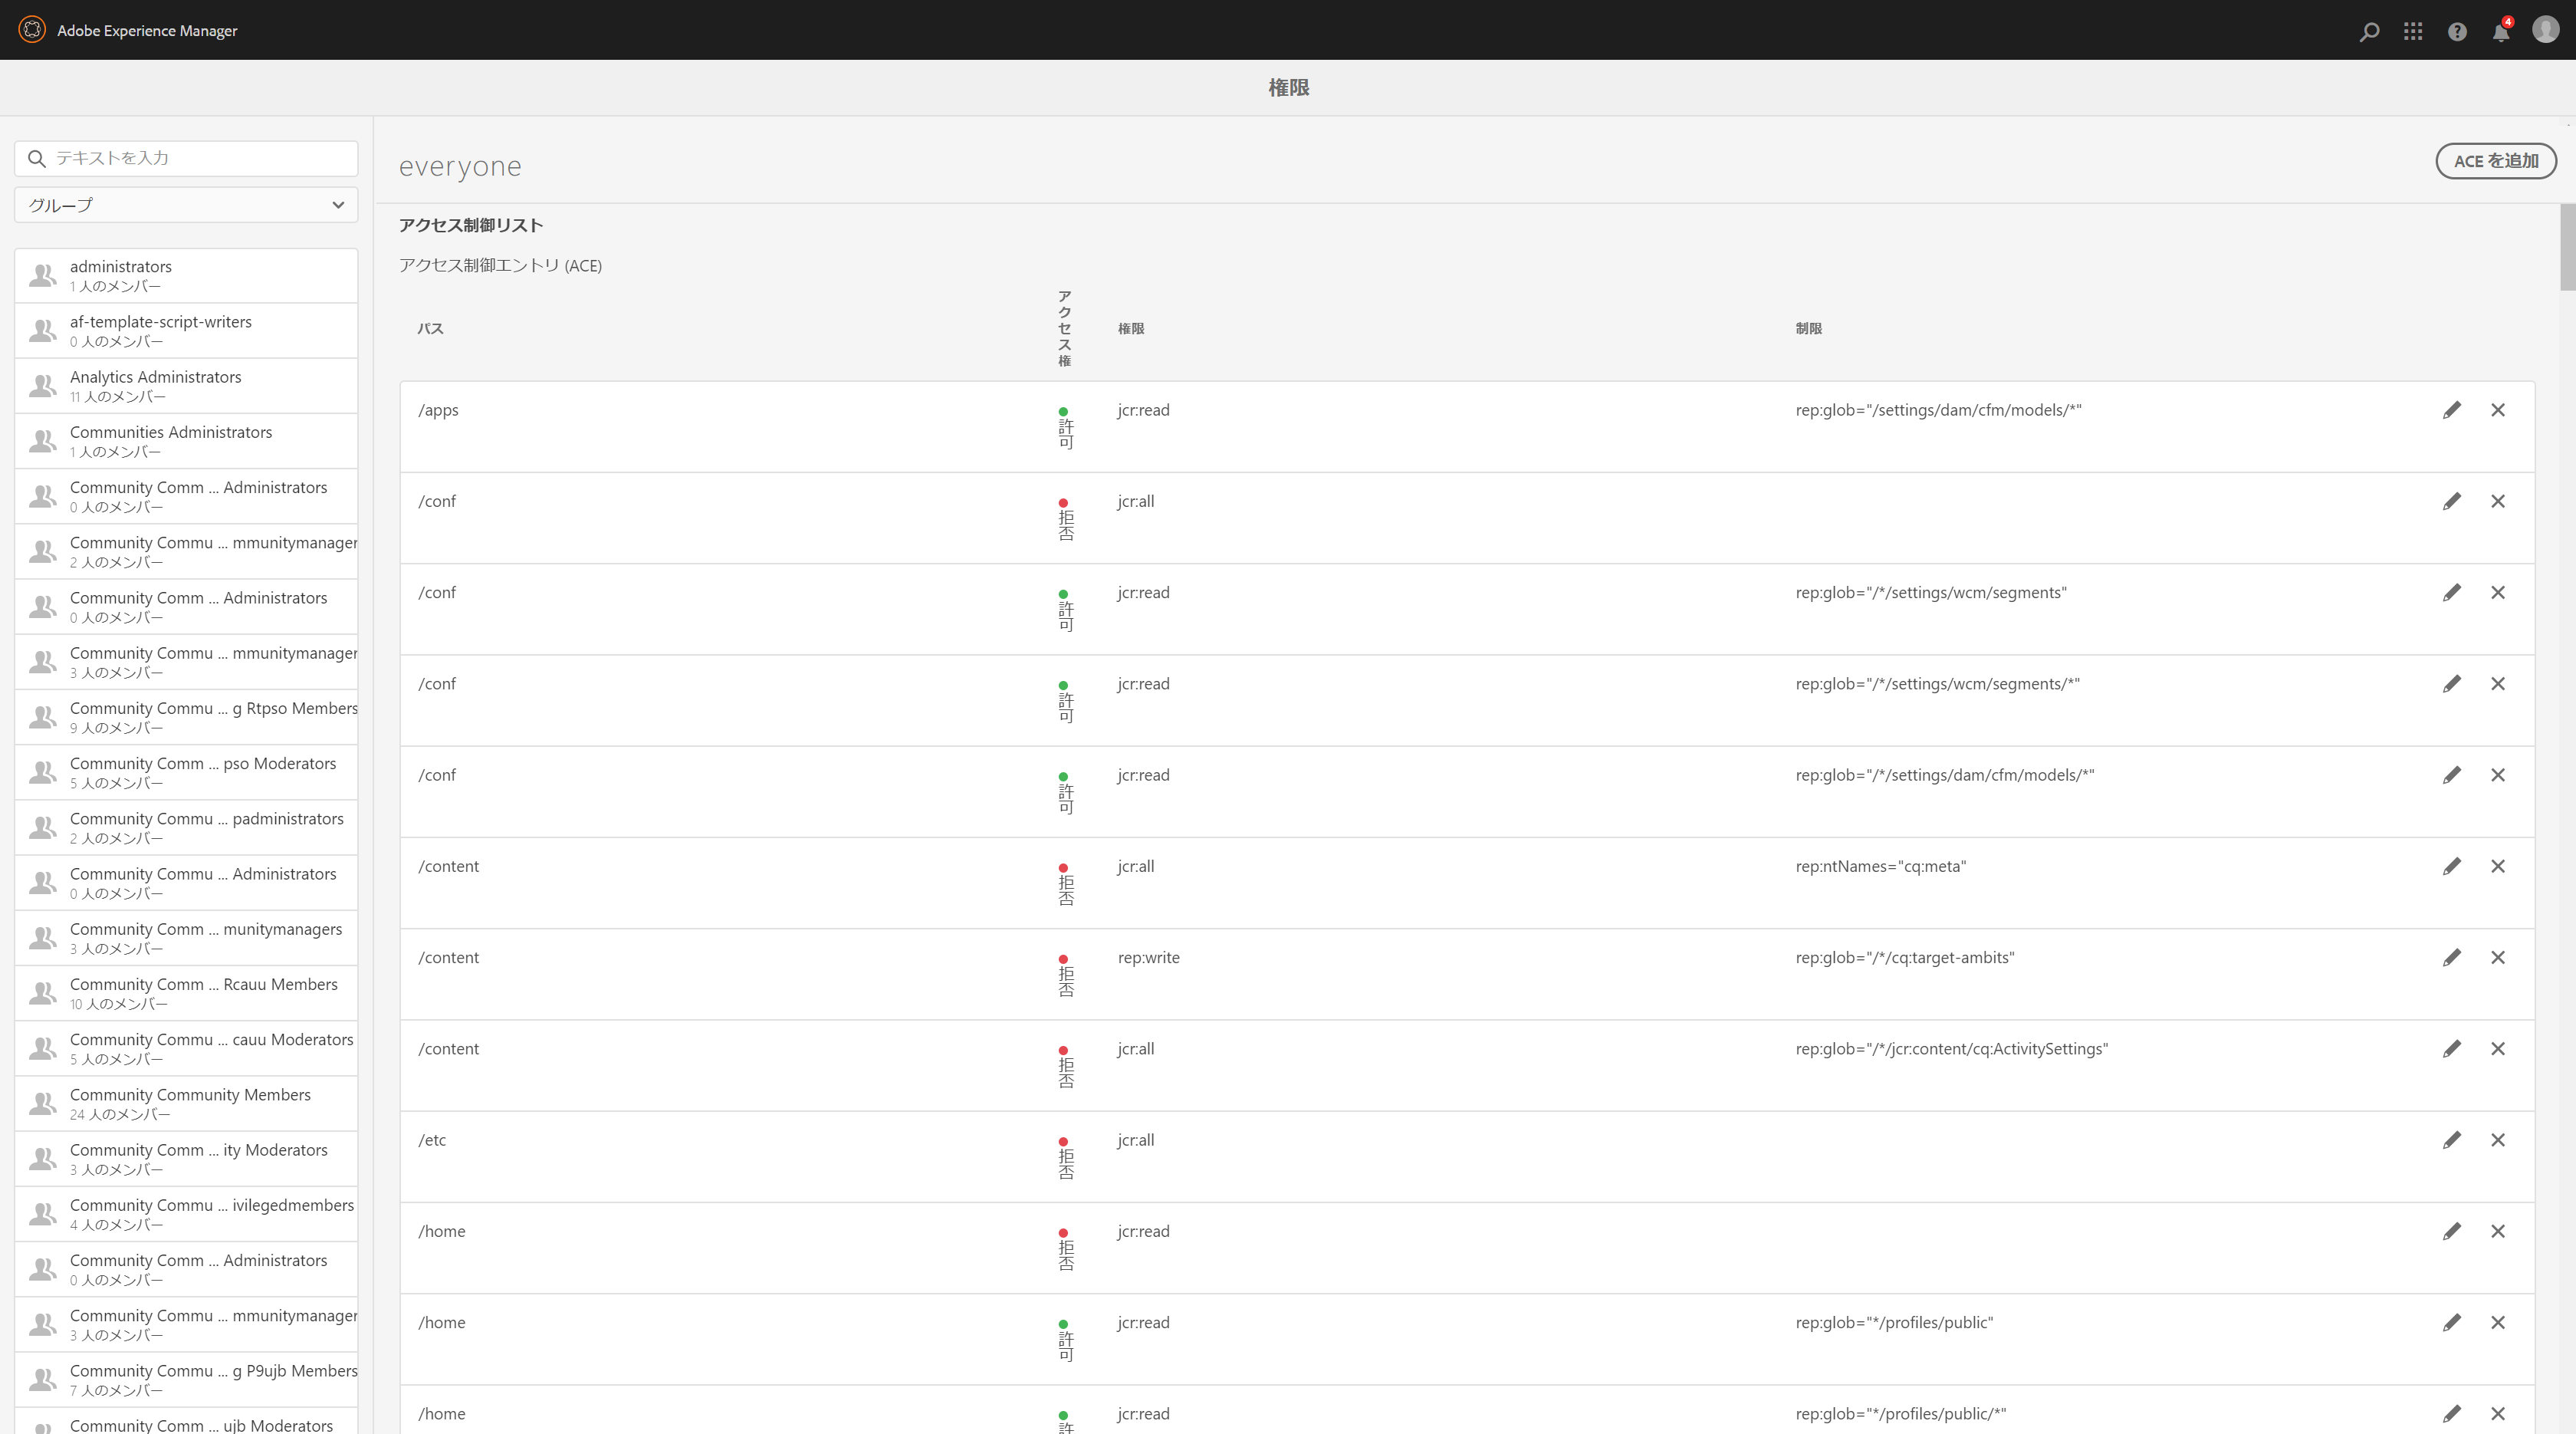 Adobe Experience Manager
4
権限
テキストを入力
グループ
administrators
1 人のメンバー
af-template-script-writers
0 人のメンバー
Analytics Administrators
11 人のメンバー
Communities Administrators
1 人のメンバー
Community Comm ... Administrators
0 人のメンバー
Community Commu ... mmunitymanager
2 人のメンバー
Community Comm ... Administrators
0 人のメンバー
Community Commu ... mmunitymanager
3 人のメンバー
Community Commu ... g Rtpso Members
9 人のメンバー
Community Comm ... pso Moderators
5 人のメンバー
Community Commu ... padministrators
2 人のメンバー
Community Commu ... Administrators
0 人のメンバー
Community Comm ... munitymanagers
3 人のメンバー
Community Comm ... Rcauu Members
10 人のメンバー
Community Commu ... cauu Moderators
5 人のメンバー
Community Community Members
24 人のメンバー
Community Comm ... ity Moderators
3 人のメンバー
Community Commu ... ivilegedmembers
4 人のメンバー
Community Comm ... Administrators
0 人のメンバー
Community Commu ... mmunitymanager
3 人のメンバー
Community Commu ... g P9ujb Members
7 人のメンバー
Community Comm ... ujb Moderators
everyone
ACE を追加
アクセス制御リスト
アクセス制御エントリ (ACE)
パス アクセス権 権限 制限
/apps 許可 jcr:read rep:glob="/settings/dam/cfm/models/*"
/conf 拒否 jcr:all
/conf 許可 jcr:read rep:glob="/*/settings/wcm/segments"
/conf 許可 jcr:read rep:glob="/*/settings/wcm/segments/*"
/conf 許可 jcr:read rep:glob="/*/settings/dam/cfm/models/*"
/content 拒否 jcr:all rep:ntNames="cq:meta"
/content 拒否 rep:write rep:glob="/*/cq:target-ambits"
/content 拒否 jcr:all rep:glob="/*/jcr:content/cq:ActivitySettings"
/etc 拒否 jcr:all
/home 拒否 jcr:read
/home 許可 jcr:read rep:glob="*/profiles/public"
/home 許 jcr:read rep:glob="*/profiles/public/*"